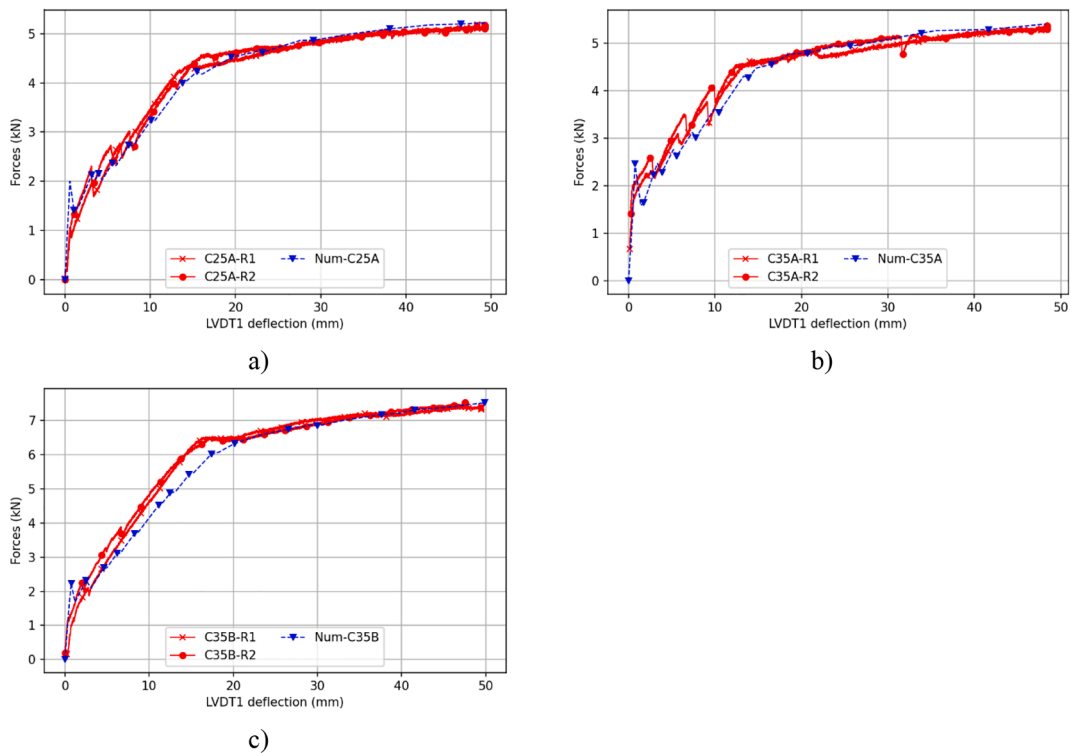 5
4
3
2
1
0
Forces (kN)
C25A-R1
C25A-R2
Num-C25A
0 10 20 30 40 50
LVDT1 deflection (mm)
a)
5
4
3
2
1
0
Forces (kN)
C35A-R1
C35A-R2
Num-C35A
0 10 20 30 40 50
LVDT1 deflection (mm)
b)
7
6
5
4
3
2
1
0
Forces (kN)
C35B-R1
C35B-R2
Num-C35B
0 10 20 30 40 50
LVDT1 deflection (mm)
c)